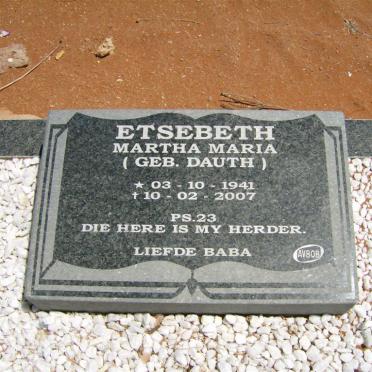 ETSEBETH
MARTHA MARIA
( GEB. DAUTH )
★ 03 - 10 - 1941
† 10 - 02 - 2007
PS.23
DIE HERE IS MY HERDER.
LIEFDE BABA
AVBOB